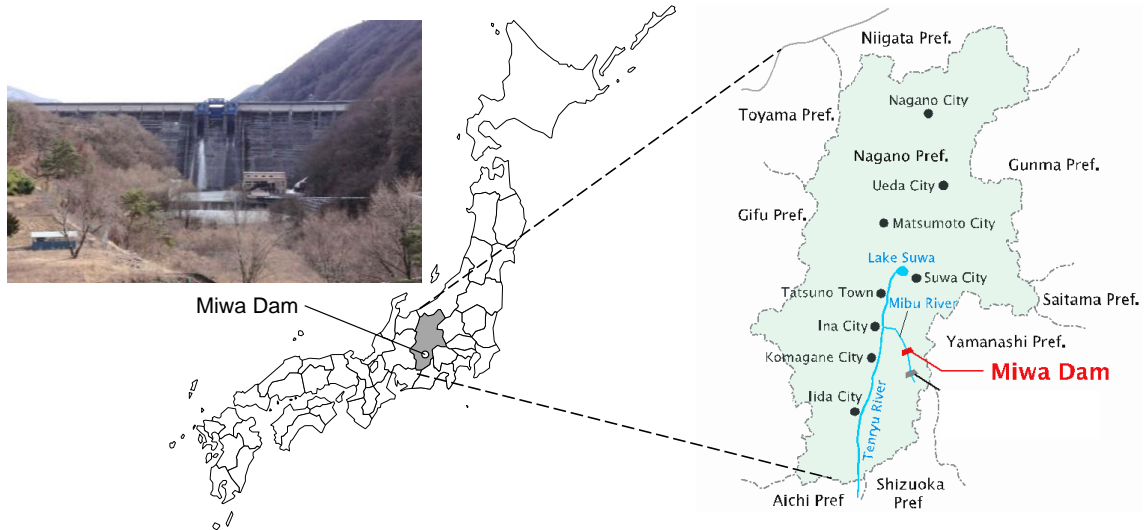 Miwa Dam
Niigata Pref.
Toyama Pref.
Nagano City
Nagano Pref.
Gunma Pref.
Ueda City
Gifu Pref.
Matsumoto City
Lake Suwa
Suwa City
Tatsuno Town
Mibu River
Saitama Pref.
Ina City
Yamanashi Pref.
Komagane City
Miwa Dam
Iida City
Tenryu River
Shizuoka
Pref
Aichi Pref